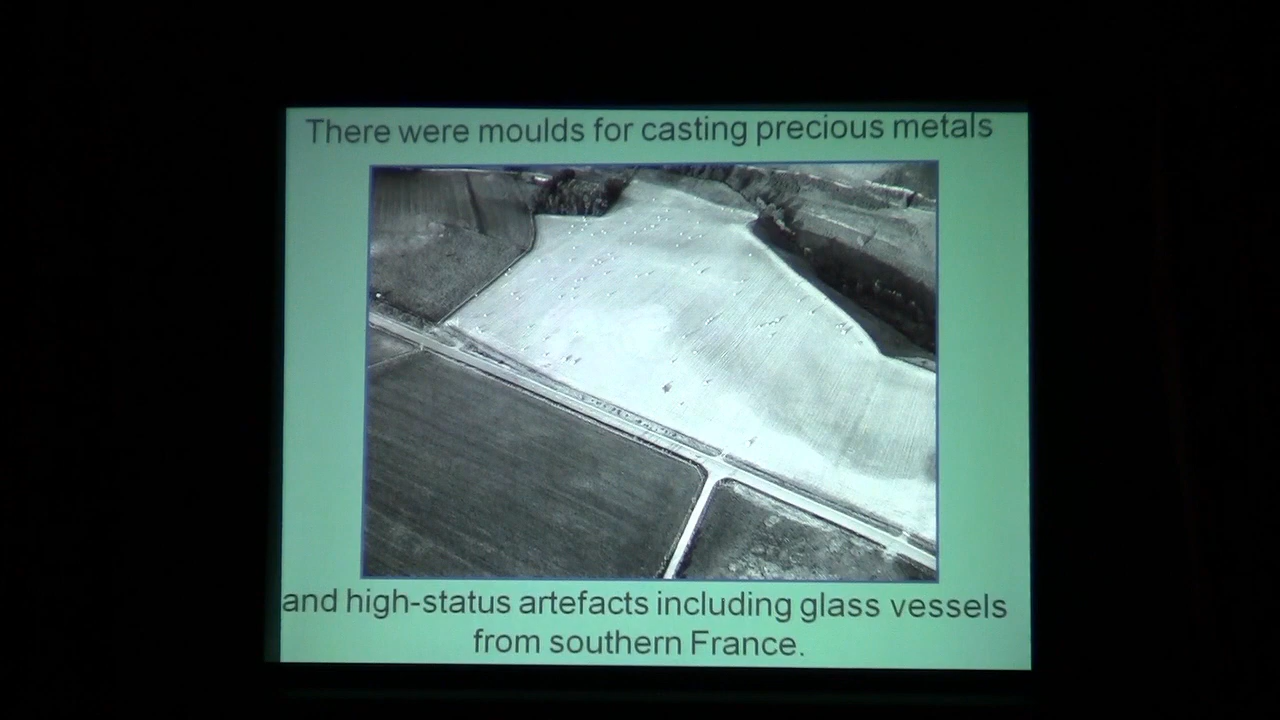 There were moulds for casting precious metals
and high-status artefacts including glass vessels
from southern France.